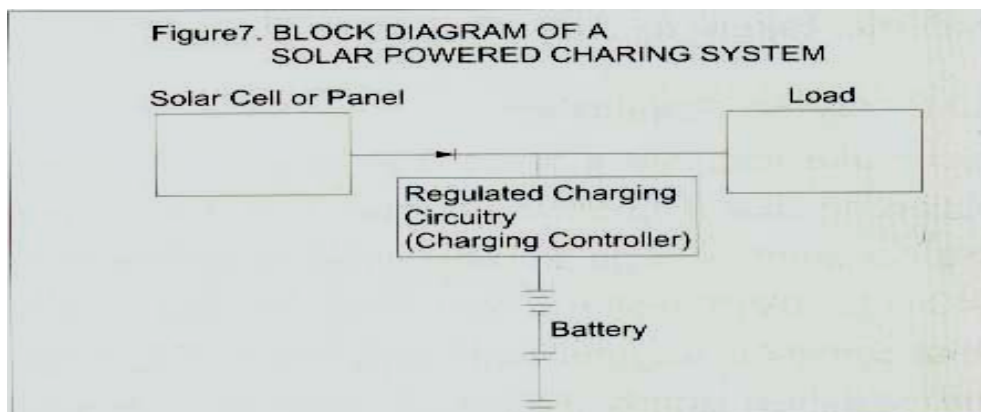 Figure7. BLOCK DIAGRAM OF A
SOLAR POWERED CHARING SYSTEM
Solar Cell or Panel
Load
Regulated Charging
Circuitry
(Charging Controller)
Battery